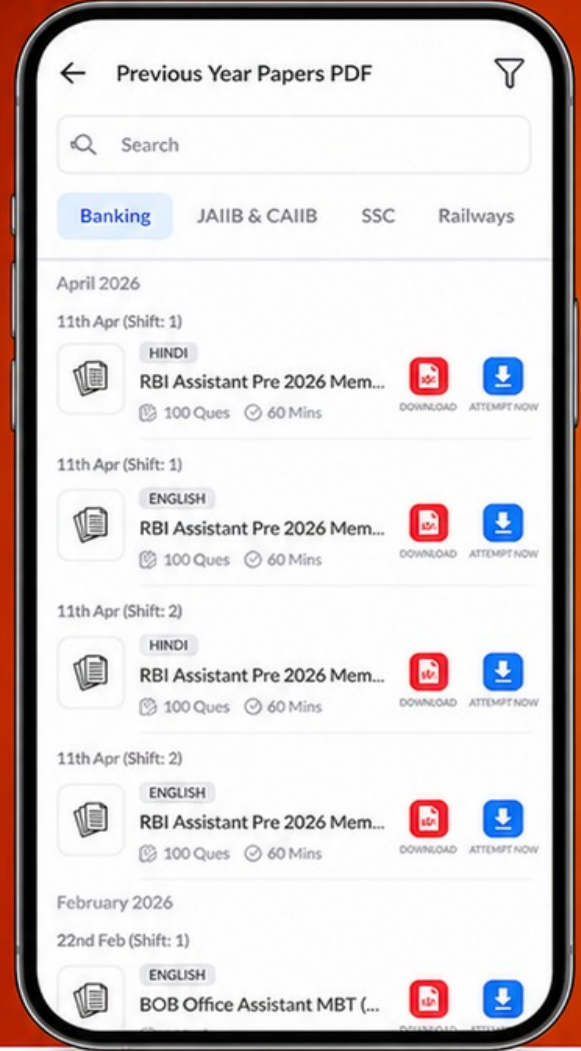 Previous Year Papers PDF
Search
Banking JAIIB & CAIIB SSC Railways
April 2026
11th Apr (Shift: 1)
HINDI
RBI Assistant Pre 2026 Mem...
100 Ques 60 Mins
DOWNLOAD ATTEMPT NOW
11th Apr (Shift: 1)
ENGLISH
RBI Assistant Pre 2026 Mem...
100 Ques 60 Mins
DOWNLOAD ATTEMPT NOW
11th Apr (Shift: 2)
HINDI
RBI Assistant Pre 2026 Mem...
100 Ques 60 Mins
DOWNLOAD ATTEMPT NOW
11th Apr (Shift: 2)
ENGLISH
RBI Assistant Pre 2026 Mem...
100 Ques 60 Mins
DOWNLOAD ATTEMPT NOW
February 2026
22nd Feb (Shift: 1)
ENGLISH
BOB Office Assistant MBT (...